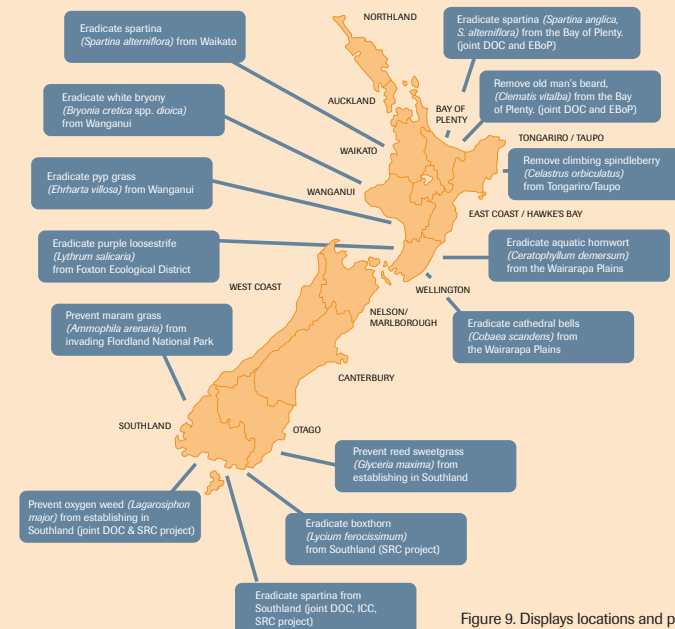 NORTHLAND
Eradicate spartina
(Spartina alterniflora) from Waikato
Eradicate spartina (Spartina anglica,
S. alterniflora) from the Bay of Plenty.
(joint DOC and EBoP)
Eradicate white bryony
(Bryonia cretica spp. dioica)
from Wanganui
AUCKLAND
BAY OF
PLENTY
Remove old man's beard,
(Clematis vitalba) from the Bay
of Plenty. (joint DOC and EBoP)
TONGARIRO / TAUPO
WAIKATO
Eradicate pyp grass
(Ehrharta villosa) from Wanganui
WANGANUI
Remove climbing spindleberry
(Celastrus orbiculatus)
from Tongariro/Taupo
EAST COAST / HAWKE'S BAY
Eradicate purple loosestrife
(Lythrum salicaria)
from Foxton Ecological District
Eradicate aquatic hornwort
(Ceratophyllum demersum)
from the Wairarapa Plains
WEST COAST
WELLINGTON
NELSON/
MARLBOROUGH
Prevent maram grass
(Ammophila arenaria) from
invading Flordland National Park
Eradicate cathedral bells
(Cobaea scandens) from
the Wairarapa Plains
CANTERBURY
SOUTHLAND
OTAGO
Prevent reed sweetgrass
(Glyceria maxima) from
establishing in Southland
Prevent oxygen weed (Lagarosiphon
major) from establishing in
Southland (joint DOC & SRC project)
Eradicate boxthorn
(Lycium ferocissimum)
from Southland (SRC project)
Eradicate spartina from
Southland (joint DOC, ICC,
SRC project)
Figure 9. Displays locations and p